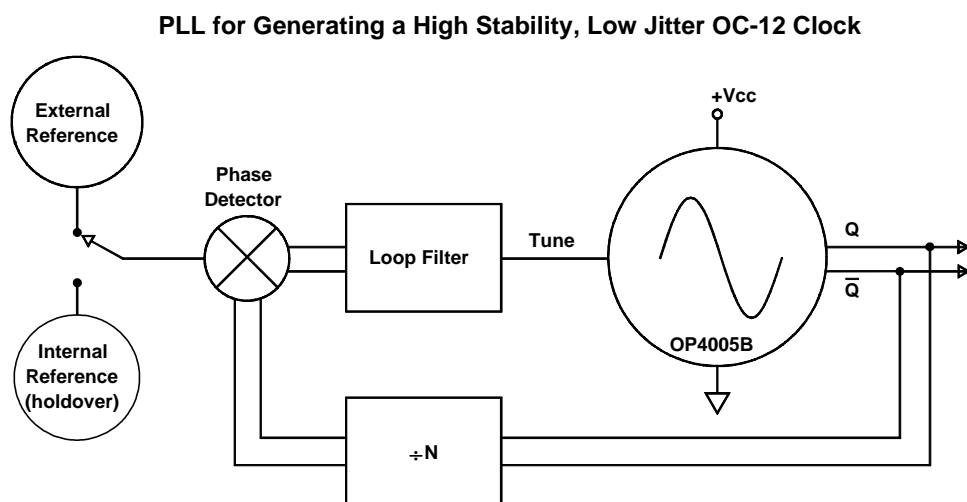 PLL for Generating a High Stability, Low Jitter OC-12 Clock
External
Reference
+Vcc
Phase
Detector
Loop Filter
Tune
Q
Q̅
OP4005B
Internal
Reference
(holdover)
÷N